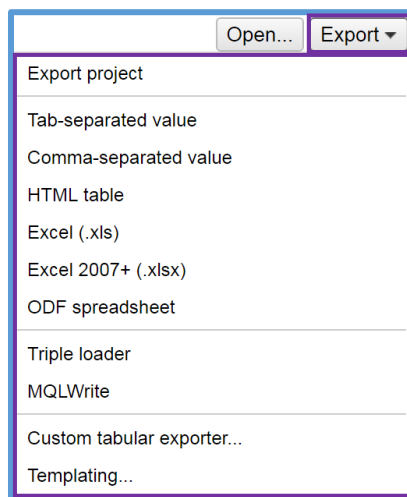 Open... Export
Export project
Tab-separated value
Comma-separated value
HTML table
Excel (.xls)
Excel 2007+ (.xlsx)
ODF spreadsheet
Triple loader
MQLWrite
Custom tabular exporter...
Templating...